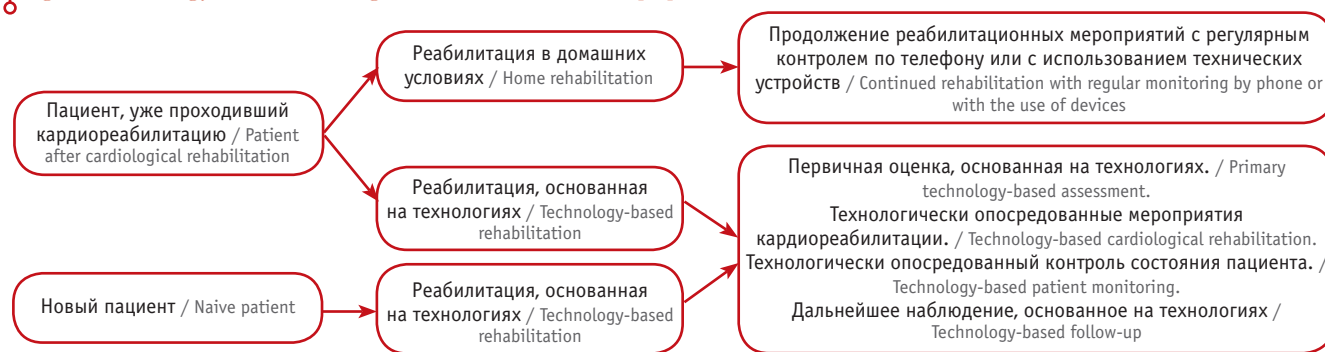 Пациент, уже проходивший
кардиореабилитацию / Patient
after cardiological rehabilitation
Реабилитация в домашних
условиях / Home rehabilitation
Продолжение реабилитационных мероприятий с регулярным
контролем по телефону или с использованием технических
устройств / Continued rehabilitation with regular monitoring by phone or
with the use of devices
Реабилитация, основанная
на технологиях / Technology-based
rehabilitation
Новый пациент / Naive patient
Реабилитация, основанная
на технологиях / Technology-based
rehabilitation
Первичная оценка, основанная на технологиях. / Primary
technology-based assessment.
Технологически опосредованные мероприятия
кардиореабилитации. / Technology-based cardiological rehabilitation.
Технологически опосредованный контроль состояния пациента. /
Technology-based patient monitoring.
Дальнейшее наблюдение, основанное на технологиях /
Technology-based follow-up